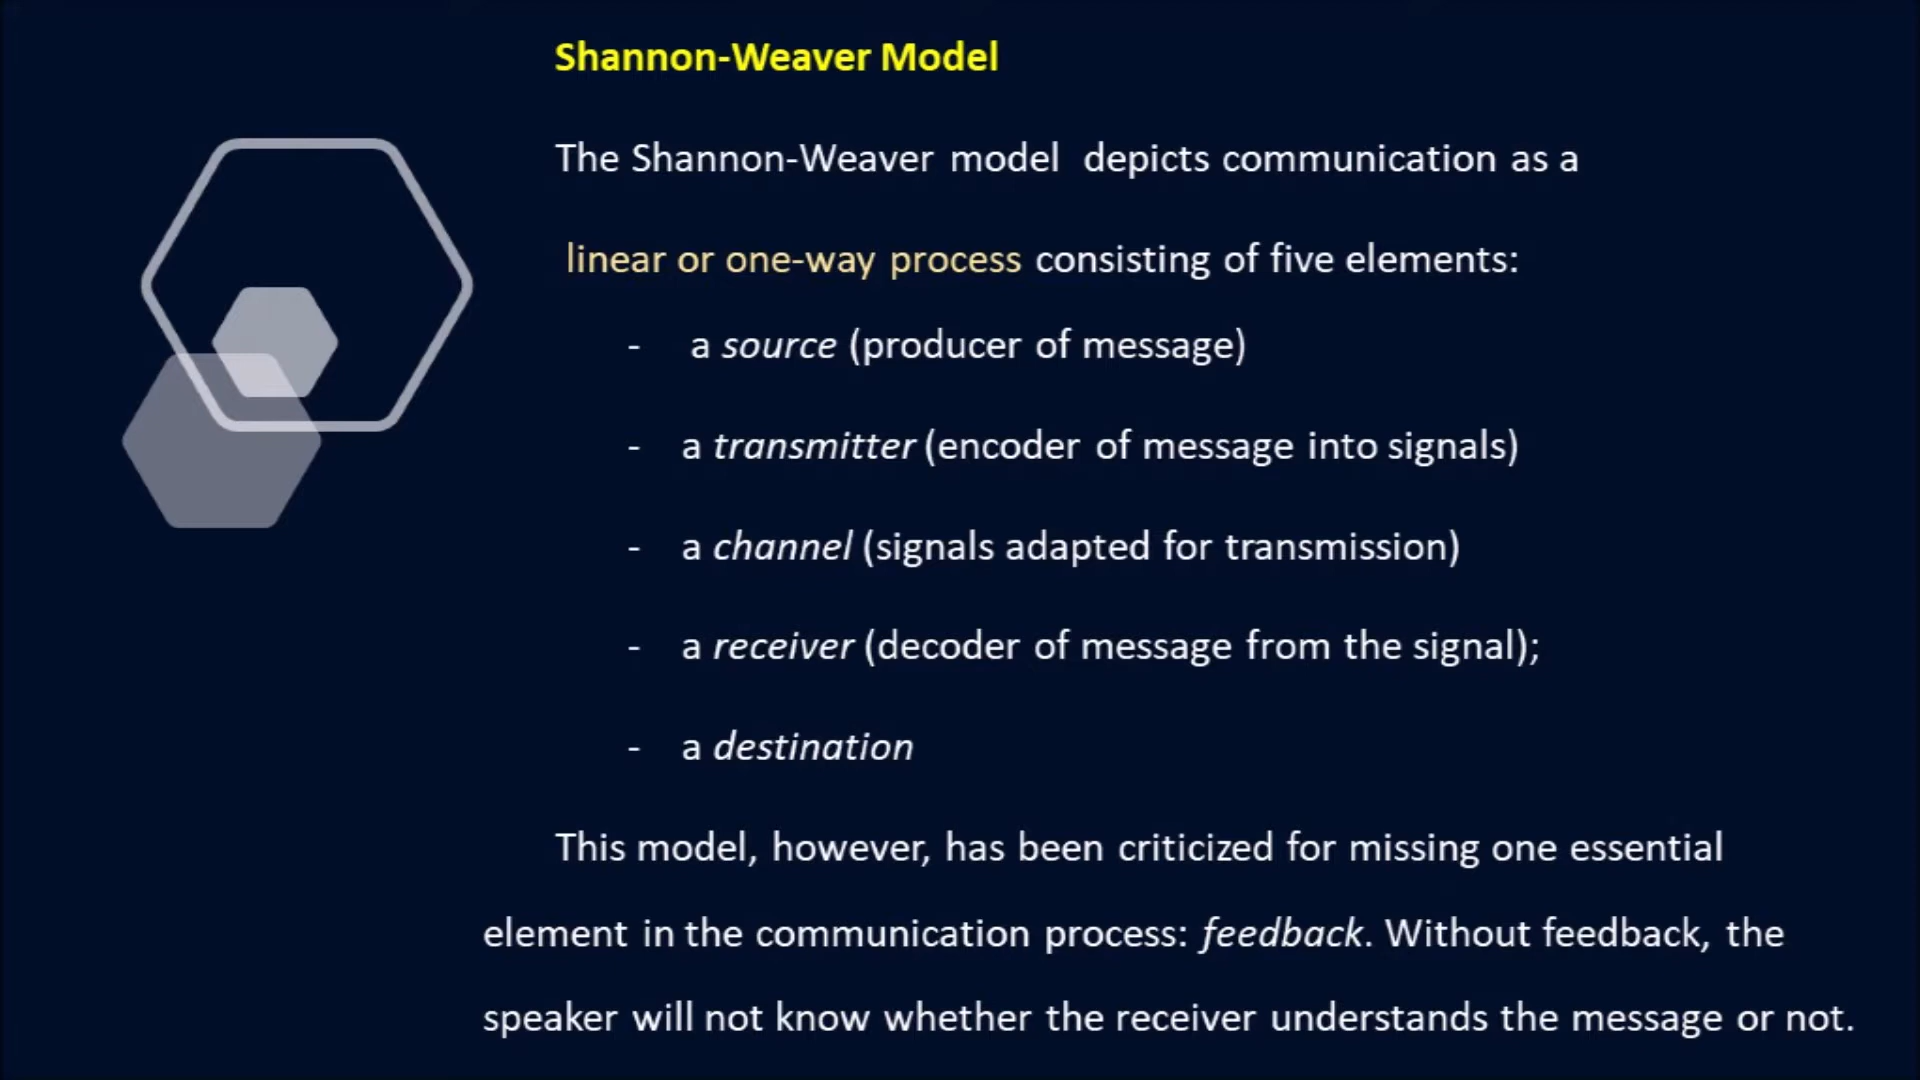 Shannon-Weaver Model
The Shannon-Weaver model depicts communication as a
linear or one-way process consisting of five elements:
- a source (producer of message)
- a transmitter (encoder of message into signals)
- a channel (signals adapted for transmission)
- a receiver (decoder of message from the signal);
- a destination
This model, however, has been criticized for missing one essential
element in the communication process: feedback. Without feedback, the
speaker will not know whether the receiver understands the message or not.